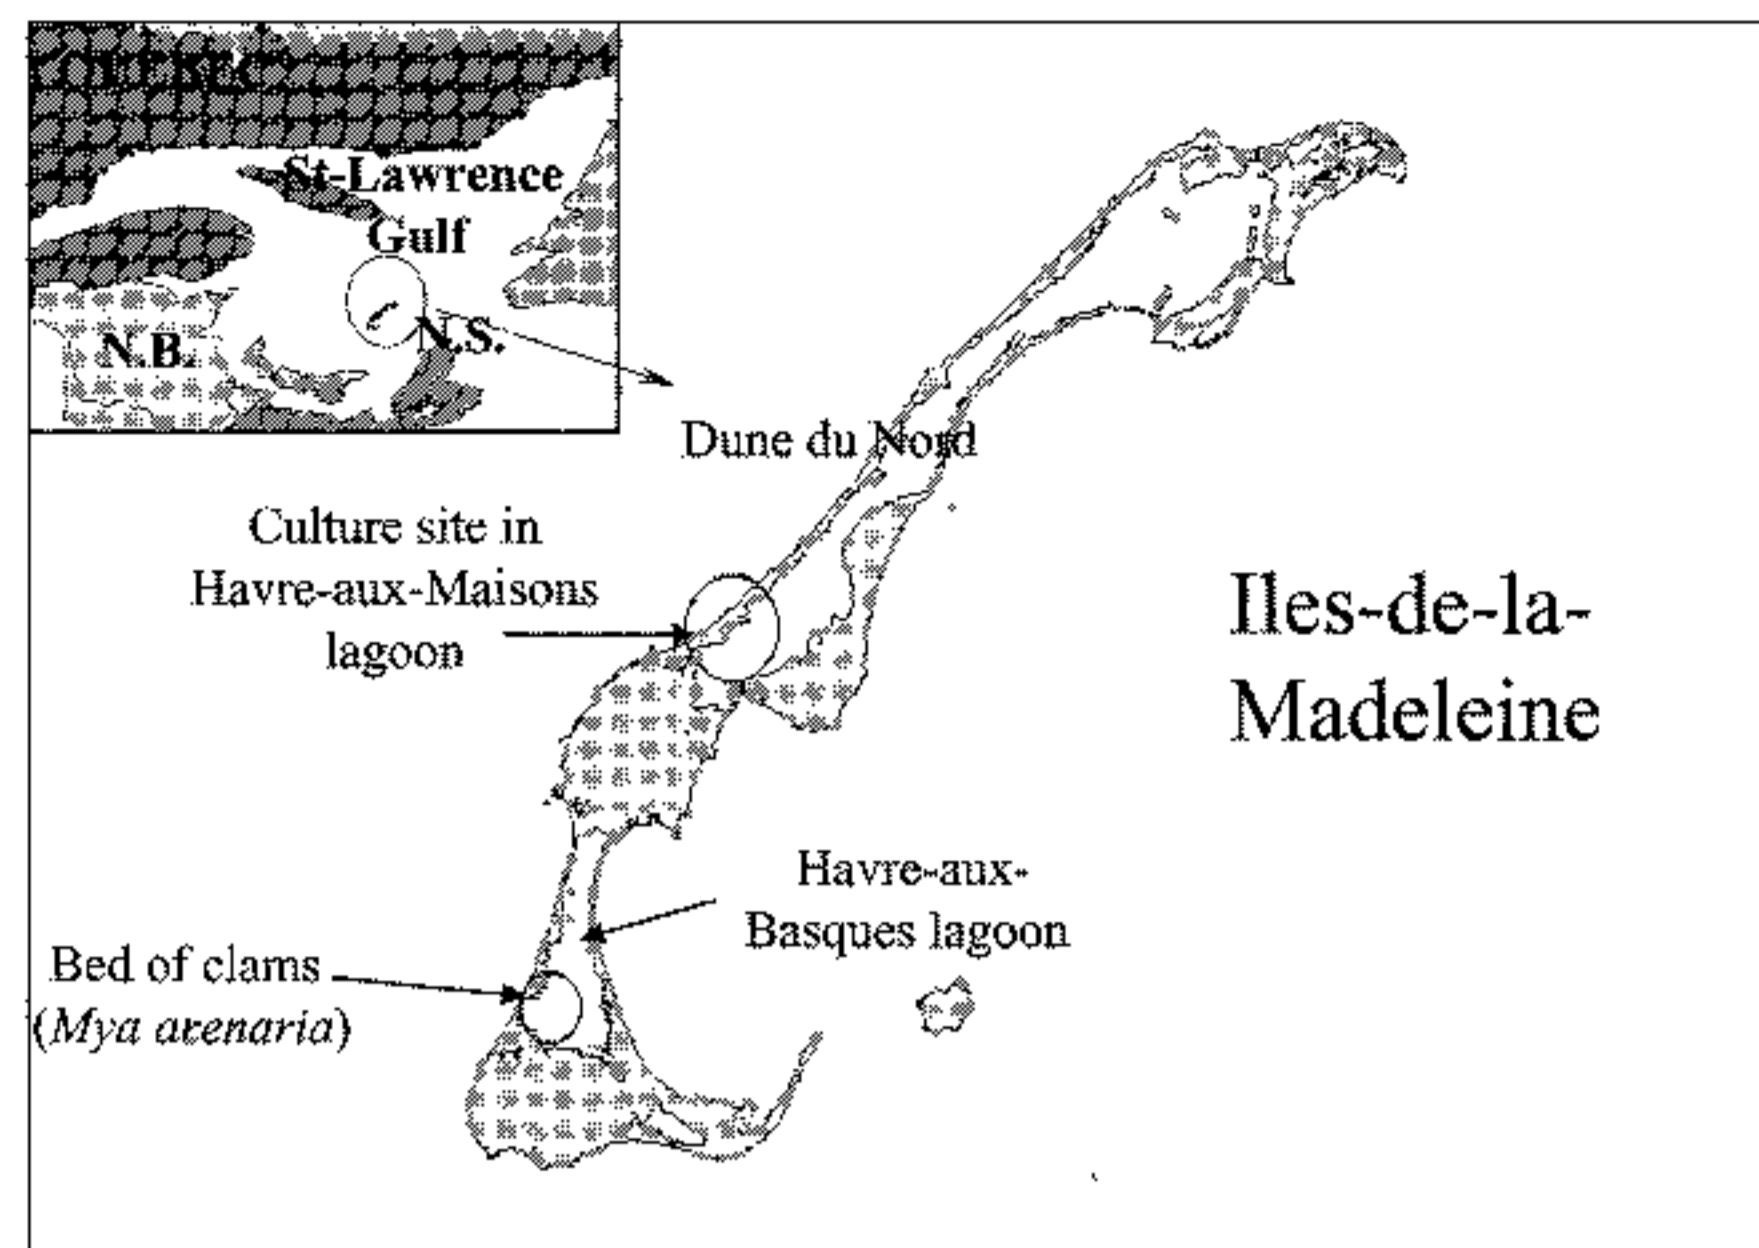 QUEBEC
St-Lawrence
Gulf
N.S.
N.B.
Dune du Nord
Culture site in
Havre-aux-Maisons
lagoon
Iles-de-la-
Madeleine
Havre-aux-
Basques lagoon
Bed of clams
(Mya arenaria)